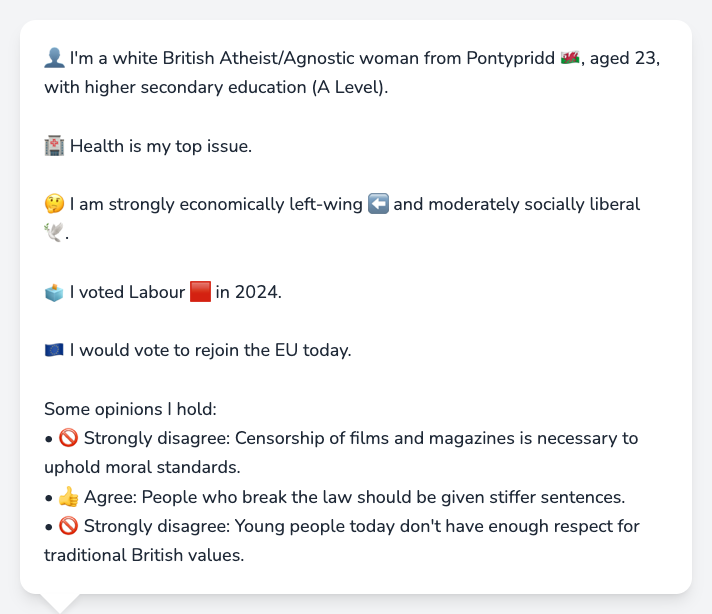 👤 I'm a white British Atheist/Agnostic woman from Pontypridd 🏴󠁧󠁢󠁷󠁬󠁳󠁿, aged 23,
with higher secondary education (A Level).
🏥 Health is my top issue.
🤔 I am strongly economically left-wing ⬅️ and moderately socially liberal
🕊️.
🗳️ I voted Labour 🟥 in 2024.
🇪🇺 I would vote to rejoin the EU today.
Some opinions I hold:
• 🚫 Strongly disagree: Censorship of films and magazines is necessary to
uphold moral standards.
• 👍 Agree: People who break the law should be given stiffer sentences.
• 🚫 Strongly disagree: Young people today don't have enough respect for
traditional British values.